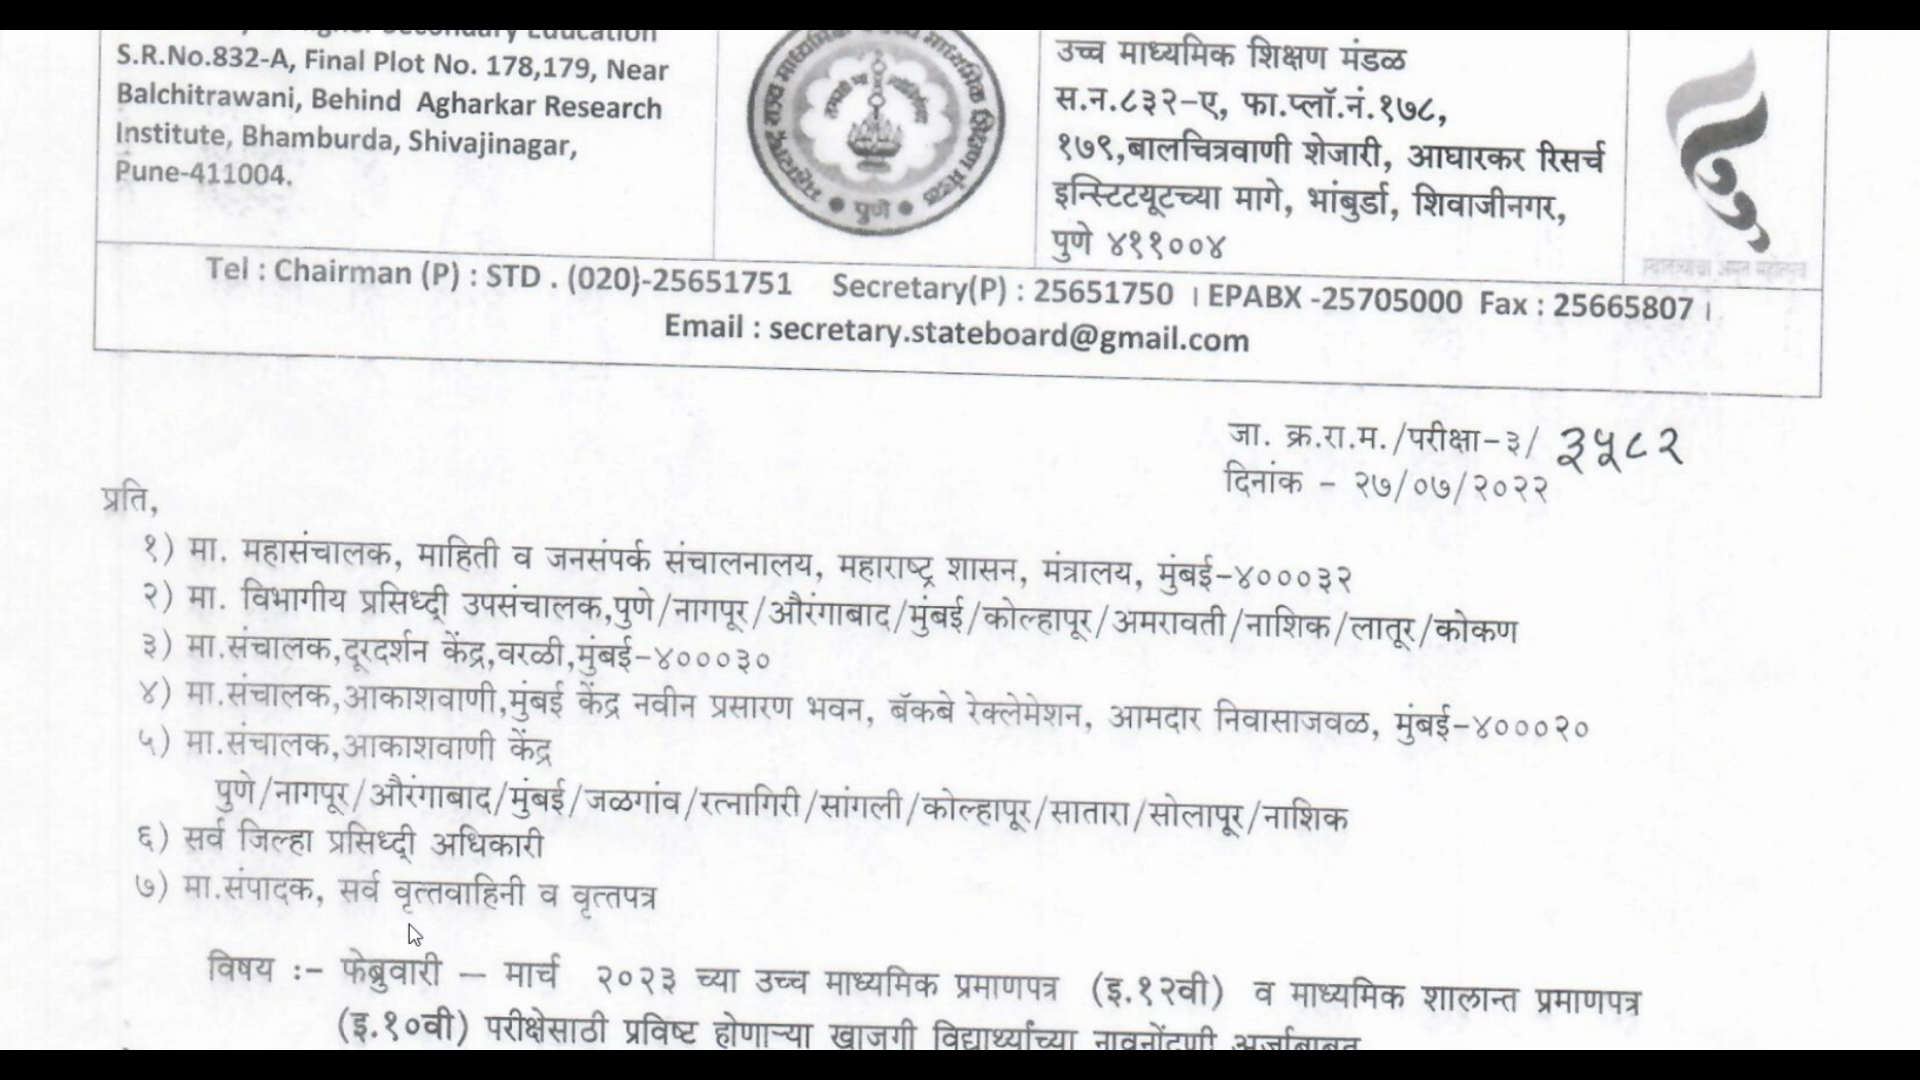 Secondary Education
S.R.No.832-A, Final Plot No. 178,179, Near
Balchitrawani, Behind Agharkar Research
Institute, Bhamburda, Shivajinagar,
Pune-411004.
पुणे
उच्च माध्यमिक शिक्षण मंडळ
स.न.८३२-ए, फा.प्लॉ.नं.१७८,
१७९,बालचित्रवाणी शेजारी, आघारकर रिसर्च
इन्स्टिटयूटच्या मागे, भांबुर्डा, शिवाजीनगर,
पुणे ४११००४
Tel : Chairman (P) : STD . (020)-25651751 Secretary(P) : 25651750 । EPABX -25705000 Fax : 25665807 ।
Email : secretary.stateboard@gmail.com
जा. क्र.रा.म./परीक्षा-३/ ३५८२
दिनांक - २७/०७/२०२२
प्रति,
१) मा. महासंचालक, माहिती व जनसंपर्क संचालनालय, महाराष्ट्र शासन, मंत्रालय, मुंबई-४०००३२
२) मा. विभागीय प्रसिध्दी उपसंचालक,पुणे/नागपूर/औरंगाबाद/मुंबई/कोल्हापूर/अमरावती/नाशिक/लातूर/कोकण
३) मा.संचालक,दूरदर्शन केंद्र,वरळी,मुंबई-४०००३०
४) मा.संचालक,आकाशवाणी,मुंबई केंद्र नवीन प्रसारण भवन, बॅकबे रेक्लेमेशन, आमदार निवासाजवळ, मुंबई-४०००२०
५) मा.संचालक,आकाशवाणी केंद्र
पुणे/नागपूर/औरंगाबाद/मुंबई/जळगांव/रत्नागिरी/सांगली/कोल्हापूर/सातारा/सोलापूर/नाशिक
६) सर्व जिल्हा प्रसिध्दी अधिकारी
७) मा.संपादक, सर्व वृत्तवाहिनी व वृत्तपत्र
विषय :- फेब्रुवारी – मार्च २०२३ च्या उच्च माध्यमिक प्रमाणपत्र (इ.१२वी) व माध्यमिक शालान्त प्रमाणपत्र
(इ.१०वी) परीक्षेसाठी प्रविष्ट होणाऱ्या खाजगी विद्यार्थ्यांच्या नावनोंदणी अर्जाबाबत